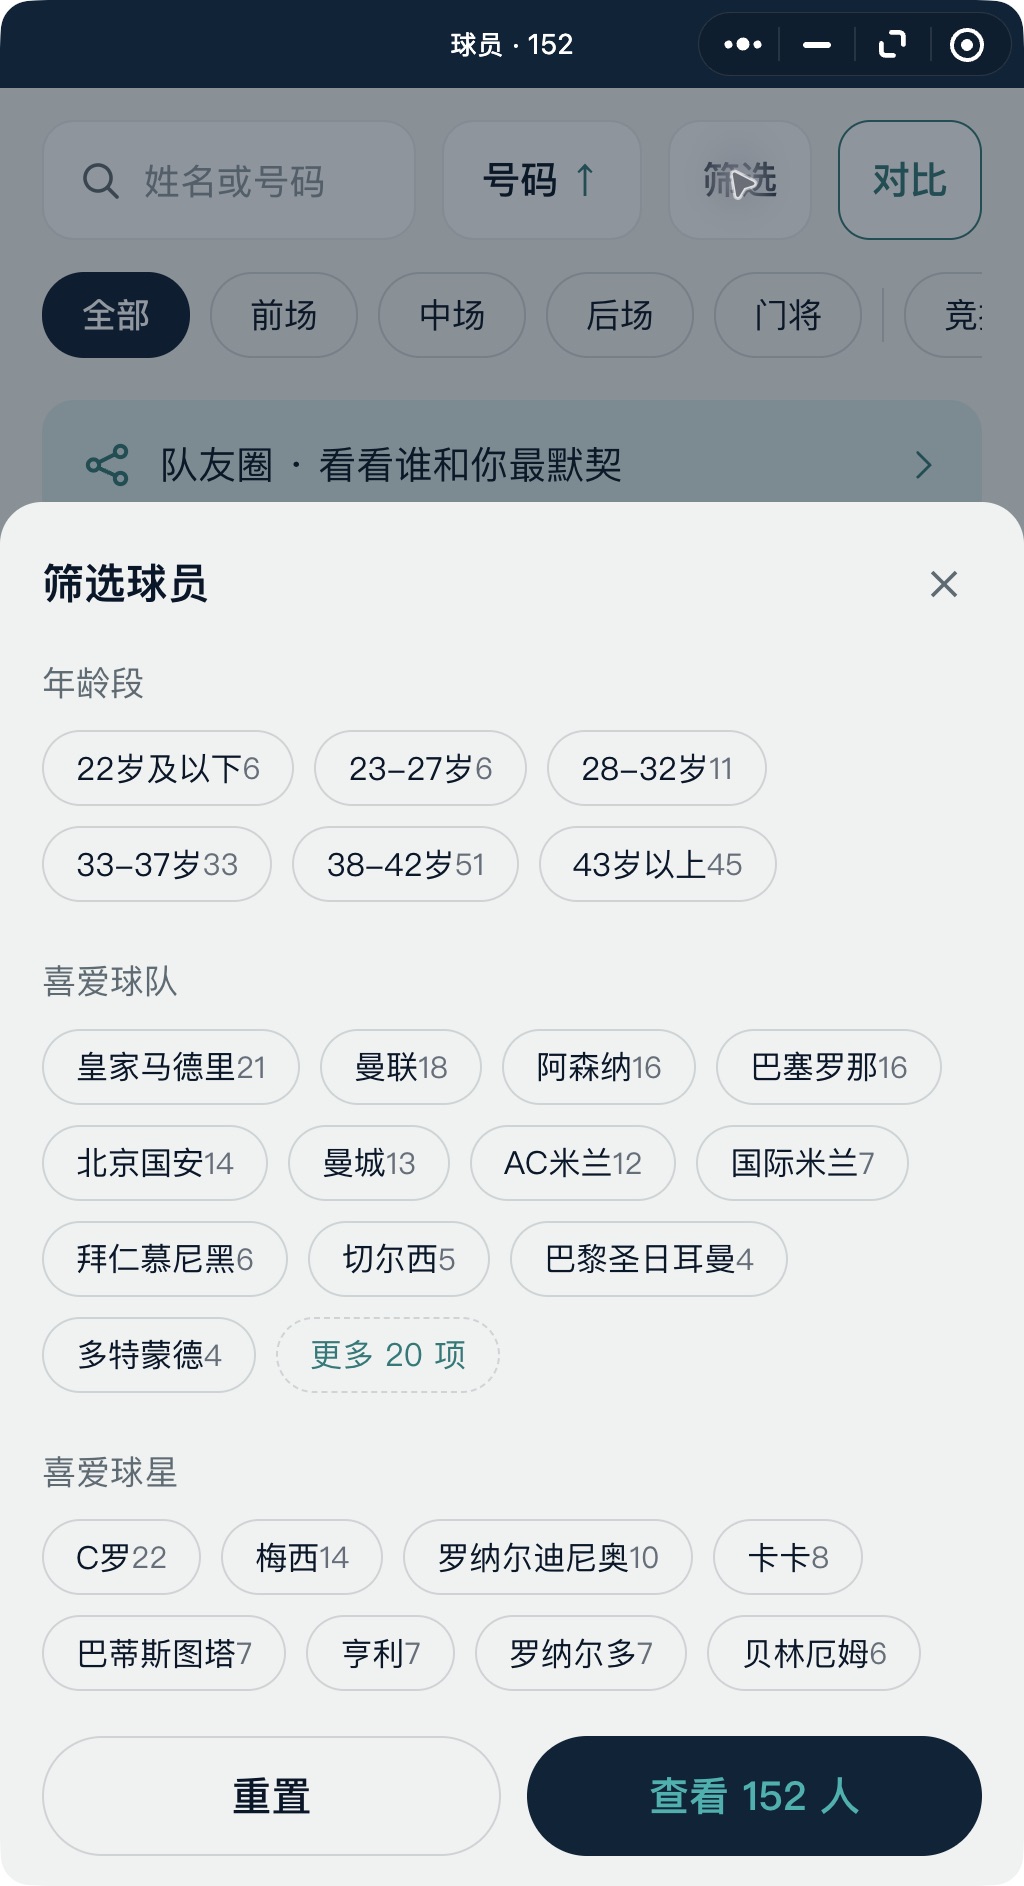 球员 · 152
姓名或号码 号码 ↑ 筛选 对比
全部 前场 中场 后场 门将
队友圈 · 看看谁和你最默契
筛选球员
年龄段
22岁及以下6 23–27岁6 28–32岁11
33–37岁33 38–42岁51 43岁以上45
喜爱球队
皇家马德里21 曼联18 阿森纳16 巴塞罗那16
北京国安14 曼城13 AC米兰12 国际米兰7
拜仁慕尼黑6 切尔西5 巴黎圣日耳曼4
多特蒙德4 更多 20 项
喜爱球星
C罗22 梅西14 罗纳尔迪尼奥10 卡卡8
巴蒂斯图塔7 亨利7 罗纳尔多7 贝林厄姆6
重置 查看 152 人